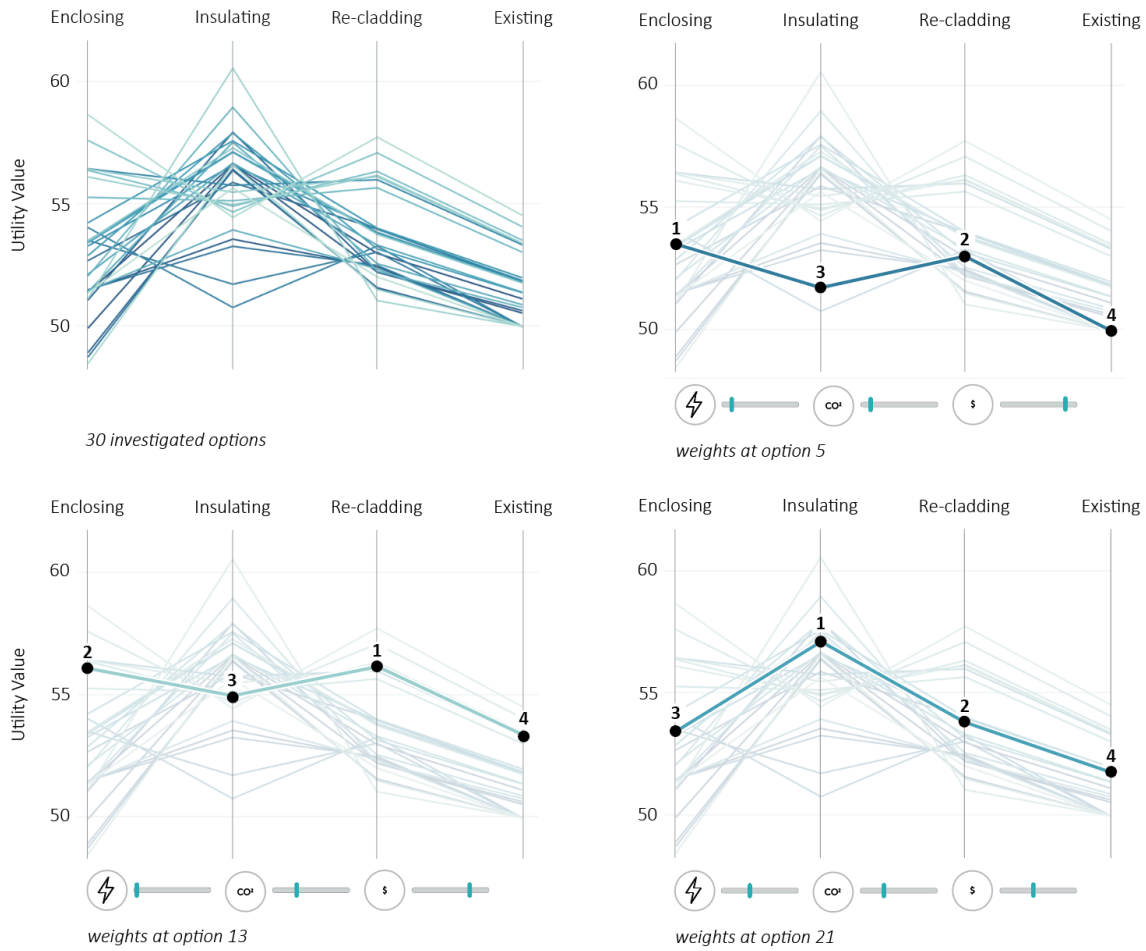 Enclosing Insulating Re-cladding Existing
60
55
50
Utility Value
30 investigated options
Enclosing Insulating Re-cladding Existing
60
55
50
1
3
2
4
CO² $
weights at option 5
Enclosing Insulating Re-cladding Existing
60
55
50
Utility Value
2
3
1
4
CO² $
weights at option 13
Enclosing Insulating Re-cladding Existing
60
55
50
3
1
2
4
CO² $
weights at option 21